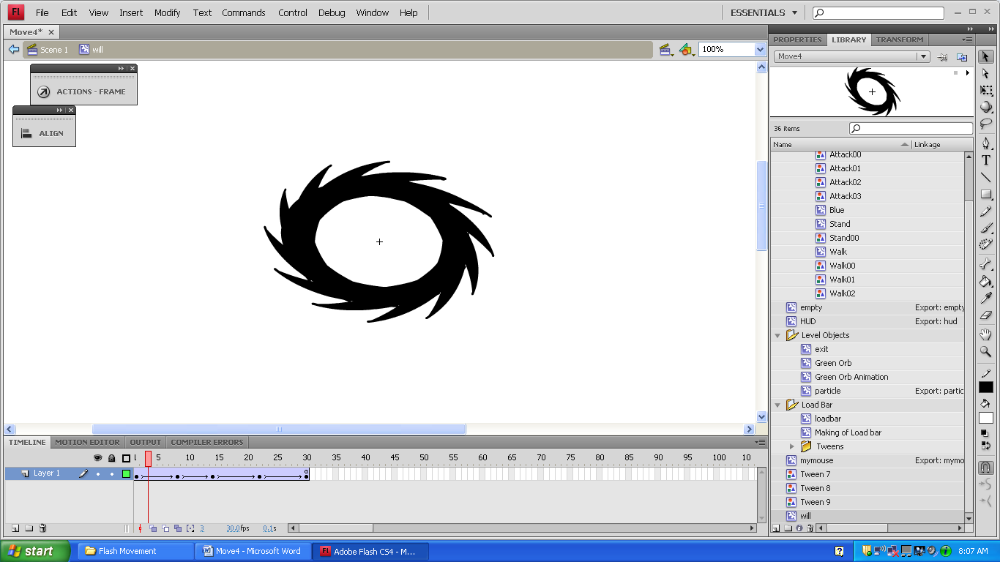 Fl File Edit View Insert Modify Text Commands Control Debug Window Help ESSENTIALS
Move4*
Scene 1 will 100%
ACTIONS - FRAME
ALIGN
PROPERTIES LIBRARY TRANSFORM
Move4
36 items
Name Linkage
Attack00
Attack01
Attack02
Attack03
Blue
Stand
Stand00
Walk
Walk00
Walk01
Walk02
empty Export: empty
HUD Export: hud
Level Objects
exit
Green Orb
Green Orb Animation
particle Export: partic
Load Bar
loadbar
Making of Load bar
Tweens
mymouse Export: mymo
Tween 7
Tween 8
Tween 9
will
T
TIMELINE MOTION EDITOR OUTPUT COMPILER ERRORS
5 10 15 20 25 30 35 40 45 50 55 60 65 70 75 80 85 90 95 100 10
Layer 1
3 30.0fps 0.1s
start Flash Movement Move4 - Microsoft Word Fl Adobe Flash CS4 - M... 8:07 AM